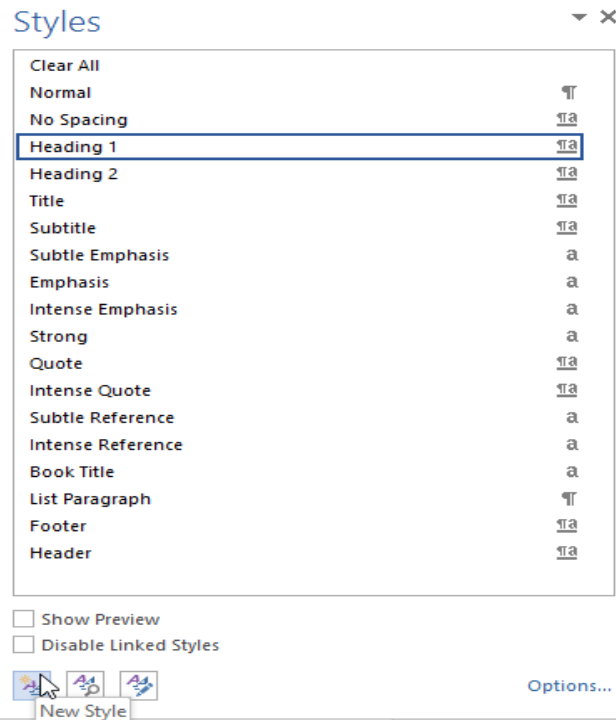 Styles
Clear All
Normal ¶
No Spacing ¶a
Heading 1 ¶a
Heading 2 ¶a
Title ¶a
Subtitle ¶a
Subtle Emphasis a
Emphasis a
Intense Emphasis a
Strong a
Quote ¶a
Intense Quote ¶a
Subtle Reference a
Intense Reference a
Book Title a
List Paragraph ¶
Footer ¶a
Header ¶a
Show Preview
Disable Linked Styles
Options...
New Style